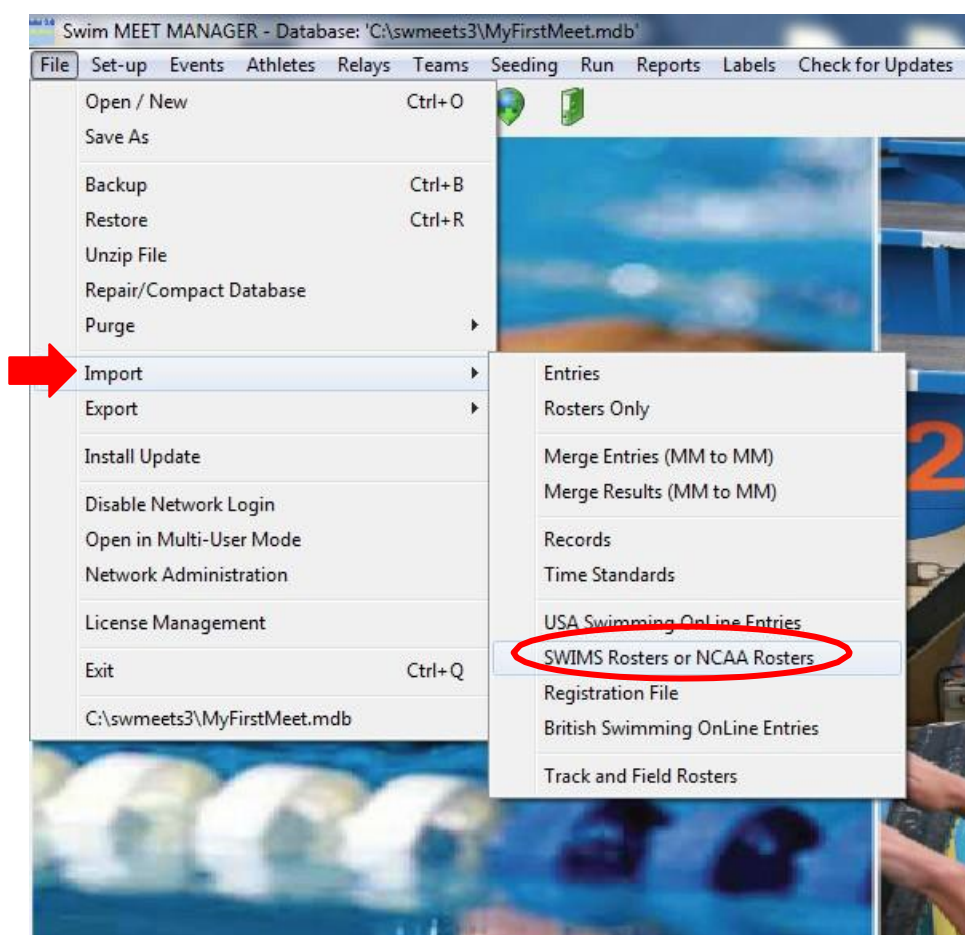 Swim MEET MANAGER - Database: 'C:\swmeets3\MyFirstMeet.mdb'
File Set-up Events Athletes Relays Teams Seeding Run Reports Labels Check for Updates
Open / New Ctrl+O
Save As
Backup Ctrl+B
Restore Ctrl+R
Unzip File
Repair/Compact Database
Purge
Import
Export
Install Update
Disable Network Login
Open in Multi-User Mode
Network Administration
License Management
Exit Ctrl+Q
C:\swmeets3\MyFirstMeet.mdb
Entries
Rosters Only
Merge Entries (MM to MM)
Merge Results (MM to MM)
Records
Time Standards
USA Swimming OnLine Entries
SWIMS Rosters or NCAA Rosters
Registration File
British Swimming OnLine Entries
Track and Field Rosters
2